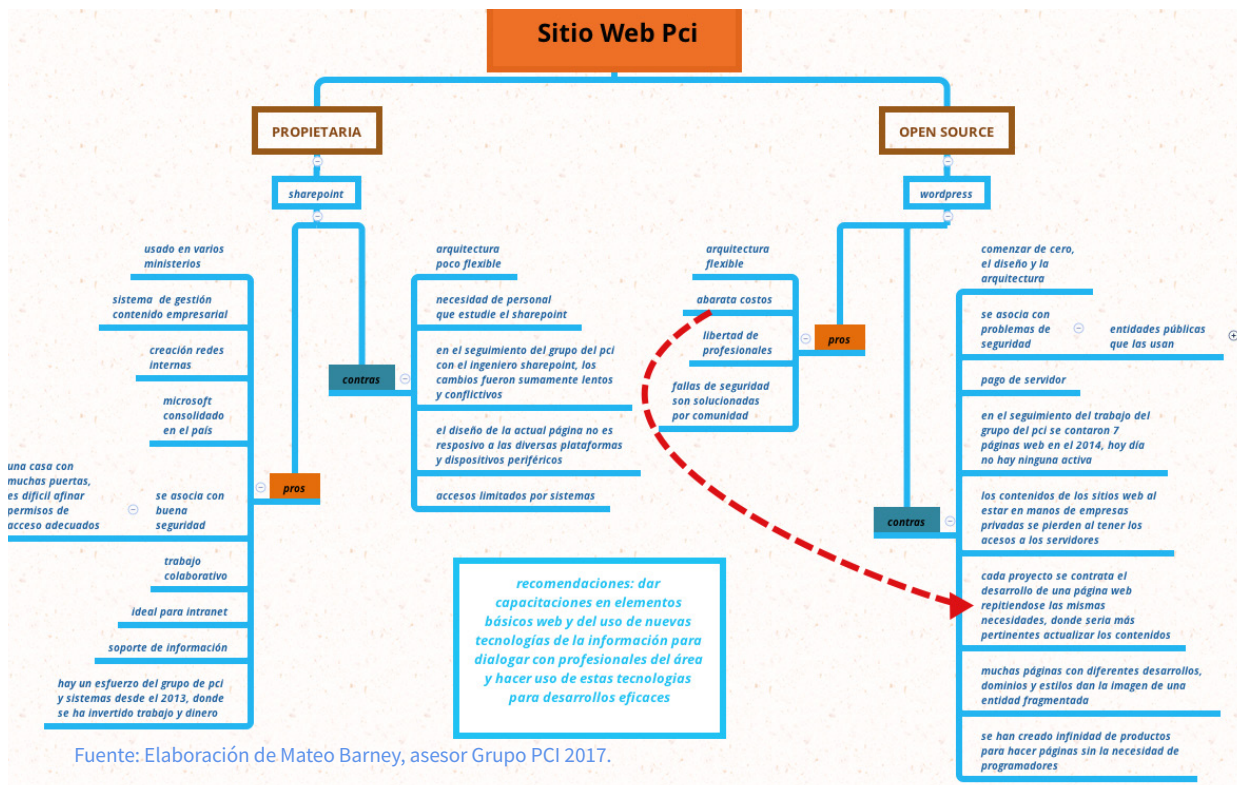 Sitio Web Pci
PROPIETARIA
sharepoint
usado en varios
ministerios
sistema de gestión
contenido empresarial
creación redes
internas
microsoft
consolidado
en el país
pros
se asocia con
buena
seguridad
una casa con
muchas puertas,
es dificil afinar
permisos de
acceso adecuados
trabajo
colaborativo
ideal para intranet
soporte de información
hay un esfuerzo del grupo de pci
y sistemas desde el 2013, donde
se ha invertido trabajo y dinero
contras
arquitectura
poco flexible
necesidad de personal
que estudie el sharepoint
en el seguimiento del grupo del pci
con el ingeniero sharepoint, los
cambios fueron sumamente lentos
y conflictivos
el diseño de la actual página no es
resposivo a las diversas plataformas
y dispositivos periféricos
accesos limitados por sistemas
OPEN SOURCE
wordpress
arquitectura
flexible
abarata costos
libertad de
profesionales
fallas de seguridad
son solucionadas
por comunidad
pros
contras
comenzar de cero,
el diseño y la
arquitectura
se asocia con
problemas de
seguridad
entidades públicas
que las usan
pago de servidor
en el seguimiento del trabajo del
grupo del pci se contaron 7
páginas web en el 2014, hoy día
no hay ninguna activa
los contenidos de los sitios web al
estar en manos de empresas
privadas se pierden al tener los
acesos a los servidores
cada proyecto se contrata el
desarrollo de una página web
repitiendose las mismas
necesidades, donde seria más
pertinentes actualizar los contenidos
muchas páginas con diferentes desarrollos,
dominios y estilos dan la imagen de una
entidad fragmentada
se han creado infinidad de productos
para hacer páginas sin la necesidad de
programadores
recomendaciones: dar
capacitaciones en elementos
básicos web y del uso de nuevas
tecnologías de la información para
dialogar con profesionales del área
y hacer uso de estas tecnologias
para desarrollos eficaces
Fuente: Elaboración de Mateo Barney, asesor Grupo PCI 2017.